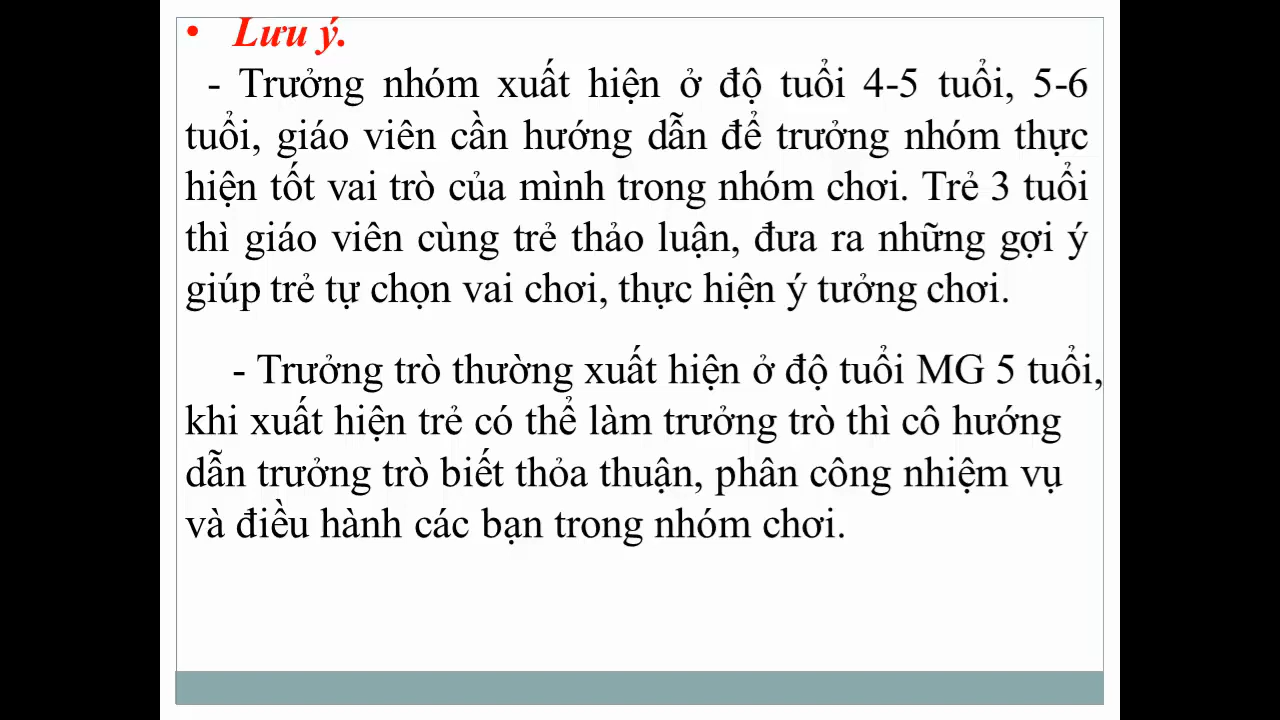 • Lưu ý.
- Trưởng nhóm xuất hiện ở độ tuổi 4-5 tuổi, 5-6
tuổi, giáo viên cần hướng dẫn để trưởng nhóm thực
hiện tốt vai trò của mình trong nhóm chơi. Trẻ 3 tuổi
thì giáo viên cùng trẻ thảo luận, đưa ra những gợi ý
giúp trẻ tự chọn vai chơi, thực hiện ý tưởng chơi.
- Trưởng trò thường xuất hiện ở độ tuổi MG 5 tuổi,
khi xuất hiện trẻ có thể làm trưởng trò thì cô hướng
dẫn trưởng trò biết thỏa thuận, phân công nhiệm vụ
và điều hành các bạn trong nhóm chơi.